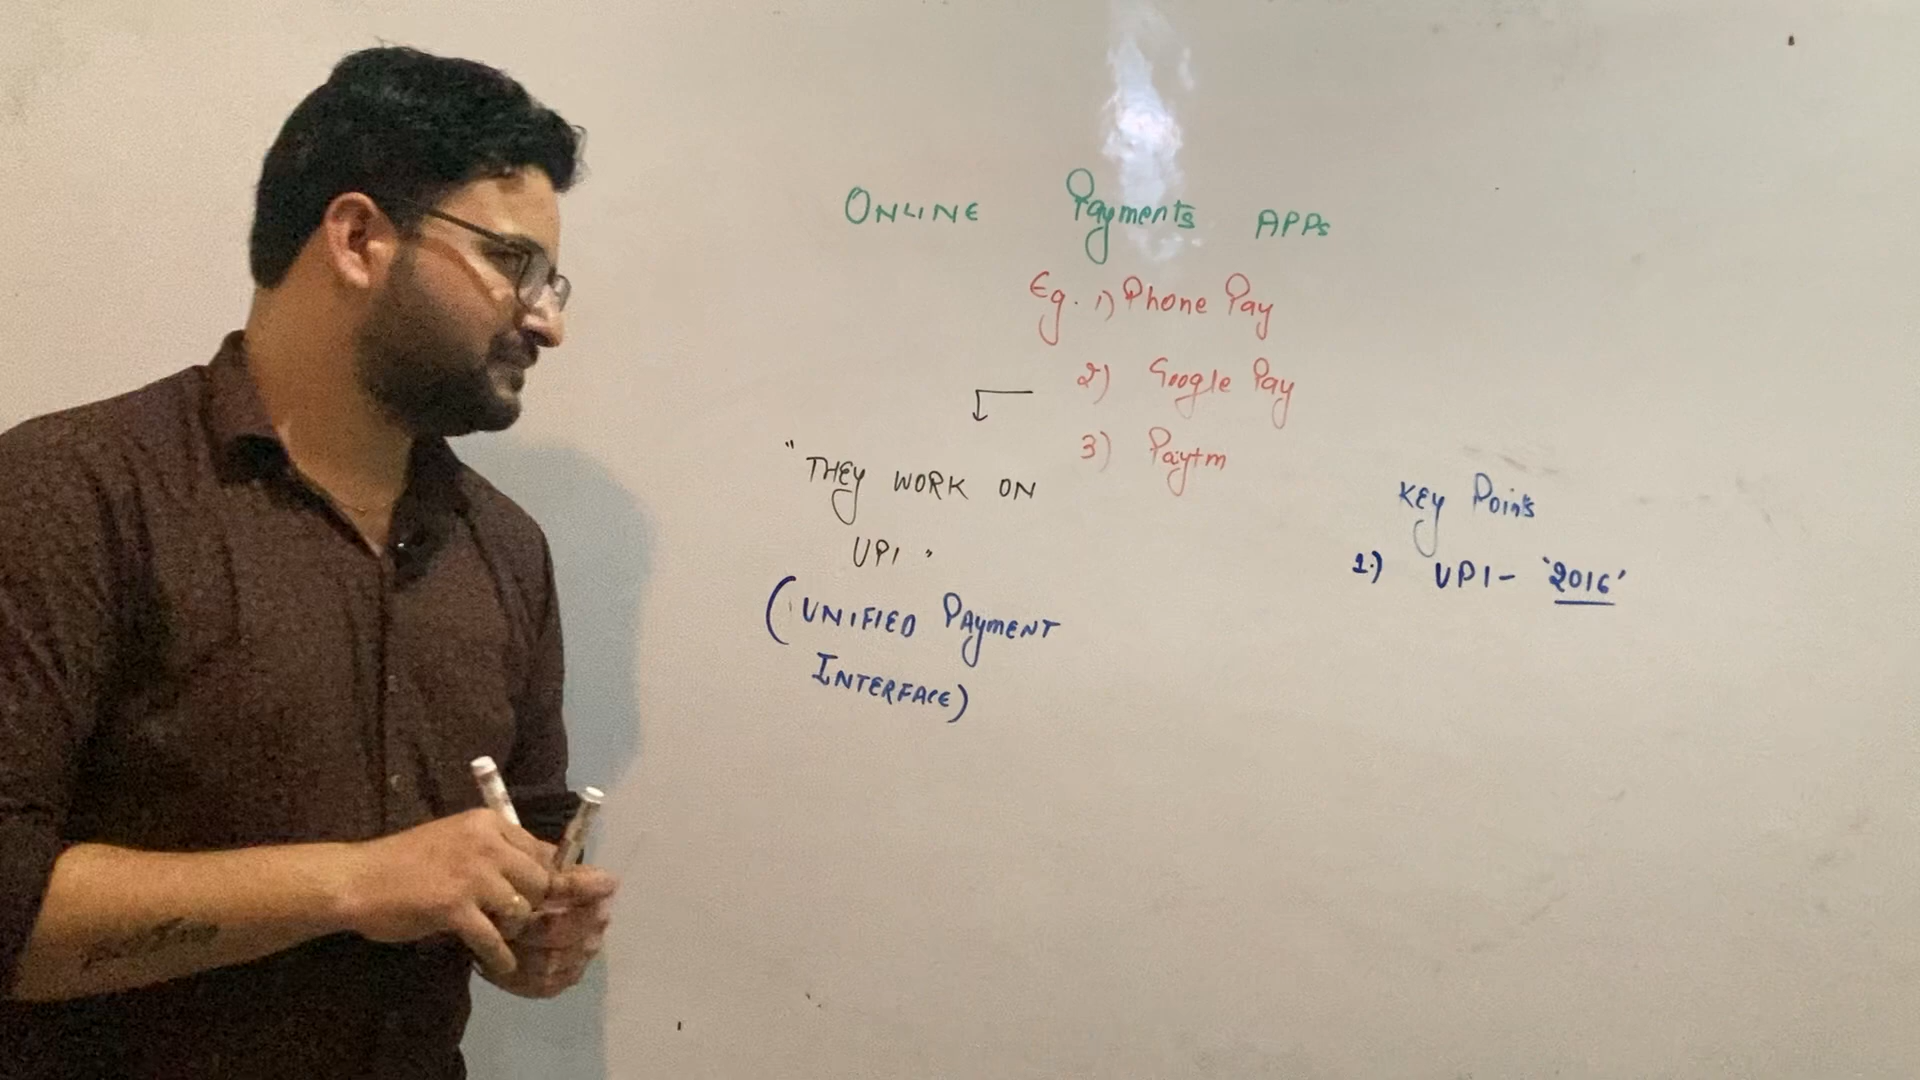 ONLINE Payments APPs
Eg. 1) Phone Pay
2) Google Pay
3) Paytm
"THEy WORK ON
UPI "
(UNIFIED PAymENT
INTERFACE)
KEy Points
1.) UPI- '2016'